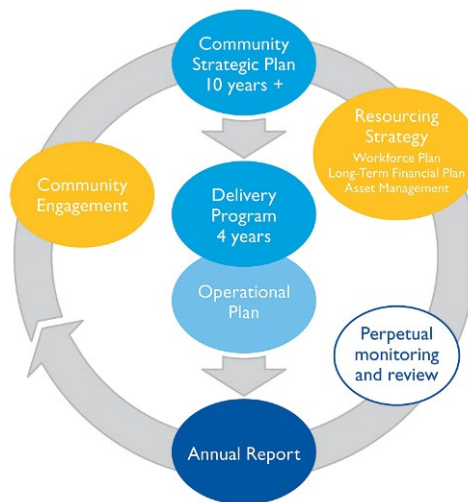 Community
Strategic Plan
10 years +
Resourcing
Strategy
Workforce Plan
Long-Term Financial Plan
Asset Management
Community
Engagement
Delivery
Program
4 years
Operational
Plan
Perpetual
monitoring
and review
Annual Report